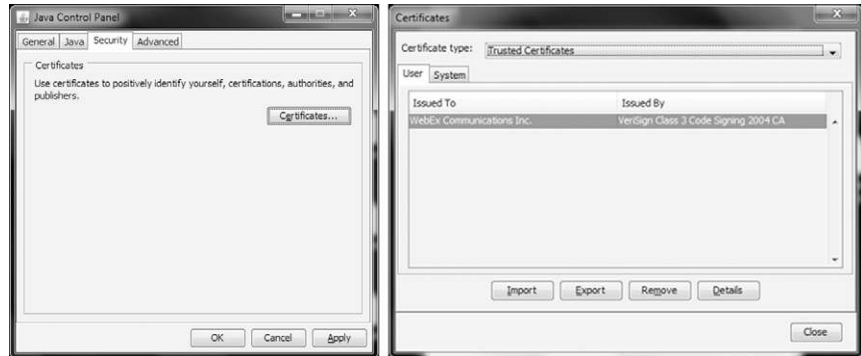 Java Control Panel
General Java Security Advanced
Certificates
Use certificates to positively identify yourself, certifications, authorities, and
publishers.
Certificates...
OK Cancel Apply
Certificates
Certificate type: Trusted Certificates
User System
Issued To Issued By
WebEx Communications Inc. VeriSign Class 3 Code Signing 2004 CA
Import Export Remove Details
Close